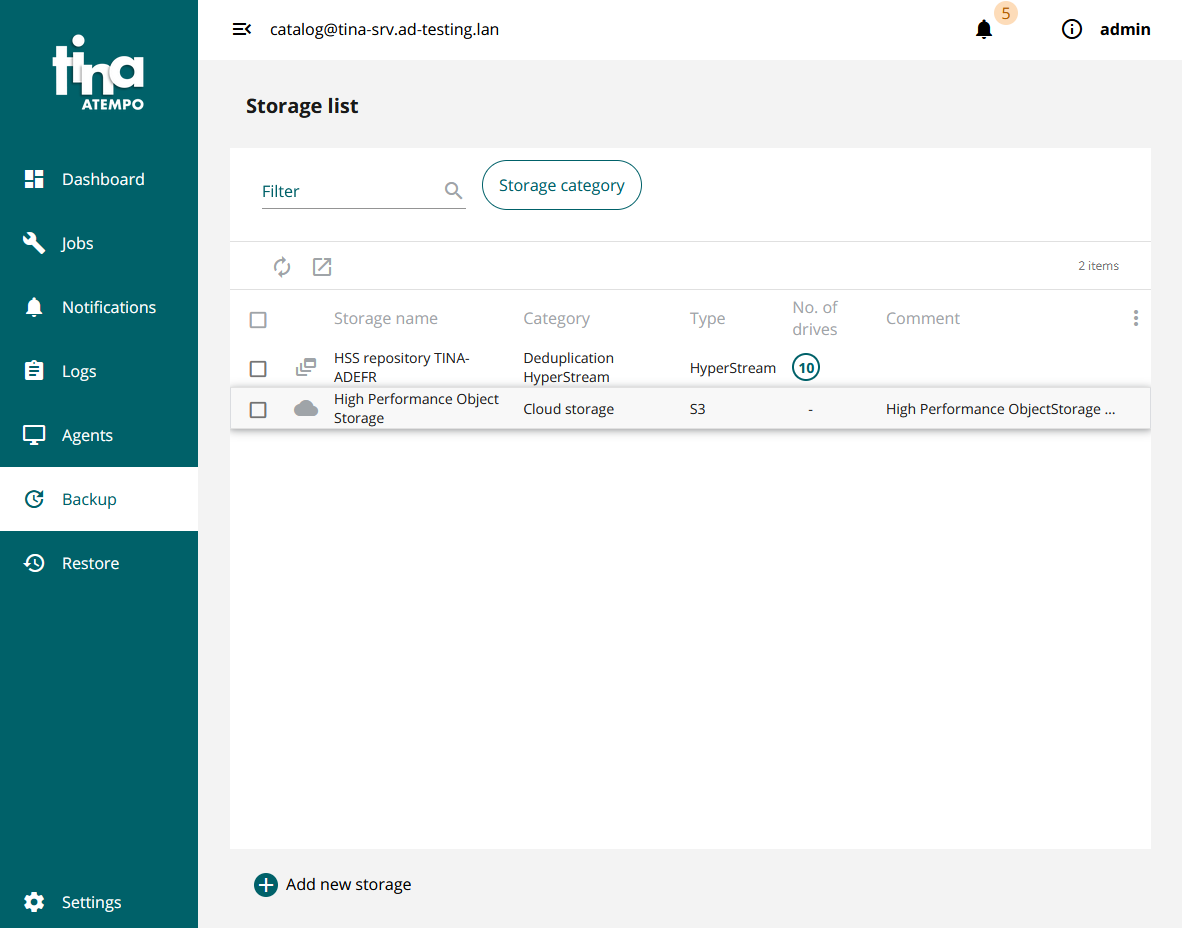 tina
ATEMPO
catalog@tina-srv.ad-testing.lan
5
admin
Dashboard
Jobs
Notifications
Logs
Agents
Backup
Restore
Settings
Storage list
Filter
Storage category
2 items
Storage name
Category
Type
No. of
drives
Comment
HSS repository TINA-
ADEFR
Deduplication
HyperStream
HyperStream
10
High Performance Object
Storage
Cloud storage
S3
-
High Performance ObjectStorage ...
Add new storage